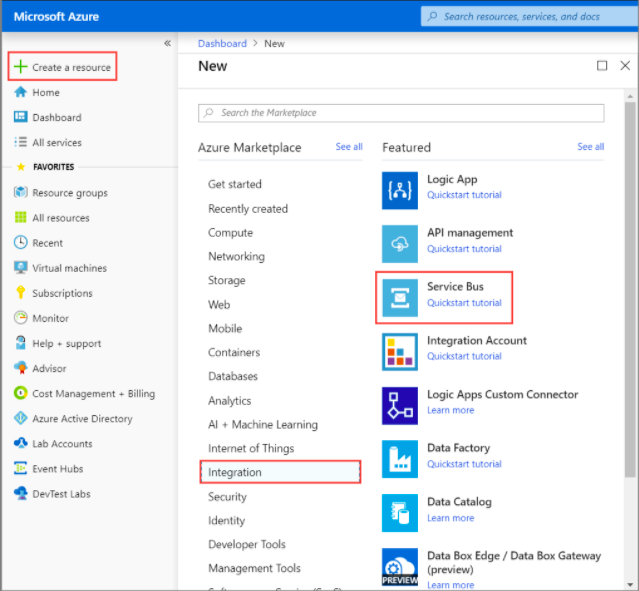 Microsoft Azure
Search resources, services, and docs
«
Create a resource
Home
Dashboard
All services
FAVORITES
Resource groups
All resources
Recent
Virtual machines
Subscriptions
Monitor
Help + support
Advisor
Cost Management + Billing
Azure Active Directory
Lab Accounts
Event Hubs
DevTest Labs
Dashboard > New
New
Search the Marketplace
Azure Marketplace See all
Get started
Recently created
Compute
Networking
Storage
Web
Mobile
Containers
Databases
Analytics
AI + Machine Learning
Internet of Things
Integration
Security
Identity
Developer Tools
Management Tools
Featured See all
Logic App
Quickstart tutorial
API management
Quickstart tutorial
Service Bus
Quickstart tutorial
Integration Account
Quickstart tutorial
Logic Apps Custom Connector
Learn more
Data Factory
Quickstart tutorial
Data Catalog
Learn more
PREVIEW
Data Box Edge / Data Box Gateway
(preview)
Learn more